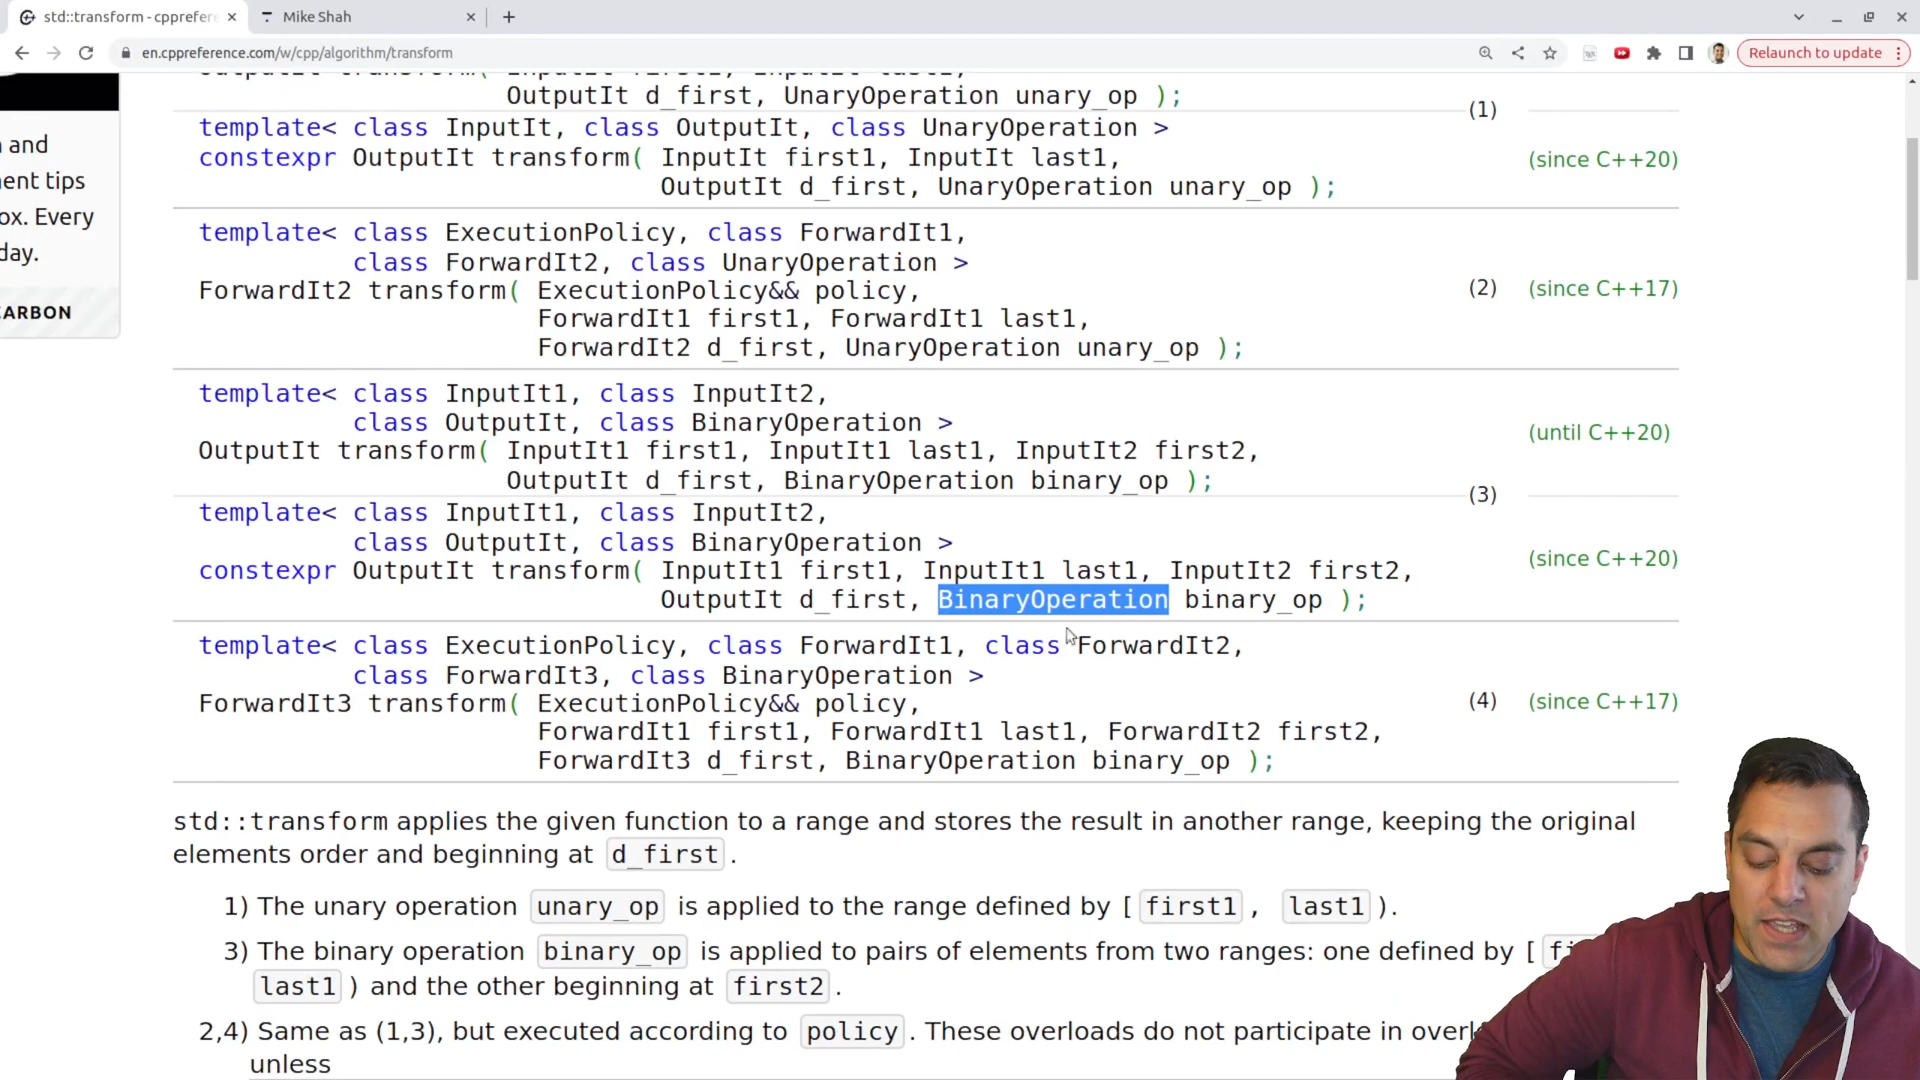 std::transform - cpprefere
Mike Shah
en.cppreference.com/w/cpp/algorithm/transform
Relaunch to update
OutputIt d_first, UnaryOperation unary_op );
(1)
template< class InputIt, class OutputIt, class UnaryOperation >
constexpr OutputIt transform( InputIt first1, InputIt last1,
(since C++20)
OutputIt d_first, UnaryOperation unary_op );
template< class ExecutionPolicy, class ForwardIt1,
class ForwardIt2, class UnaryOperation >
ForwardIt2 transform( ExecutionPolicy&& policy,
(2) (since C++17)
ForwardIt1 first1, ForwardIt1 last1,
ForwardIt2 d_first, UnaryOperation unary_op );
template< class InputIt1, class InputIt2,
class OutputIt, class BinaryOperation >
(until C++20)
OutputIt transform( InputIt1 first1, InputIt1 last1, InputIt2 first2,
OutputIt d_first, BinaryOperation binary_op );
(3)
template< class InputIt1, class InputIt2,
class OutputIt, class BinaryOperation >
(since C++20)
constexpr OutputIt transform( InputIt1 first1, InputIt1 last1, InputIt2 first2,
OutputIt d_first, BinaryOperation binary_op );
template< class ExecutionPolicy, class ForwardIt1, class ForwardIt2,
class ForwardIt3, class BinaryOperation >
ForwardIt3 transform( ExecutionPolicy&& policy,
(4) (since C++17)
ForwardIt1 first1, ForwardIt1 last1, ForwardIt2 first2,
ForwardIt3 d_first, BinaryOperation binary_op );
std::transform applies the given function to a range and stores the result in another range, keeping the original
elements order and beginning at d_first .
1) The unary operation unary_op is applied to the range defined by [ first1 , last1 ).
3) The binary operation binary_op is applied to pairs of elements from two ranges: one defined by [
last1 ) and the other beginning at first2 .
2,4) Same as (1,3), but executed according to policy . These overloads do not participate in
unless
and
ent tips
ox. Every
day.
CARBON